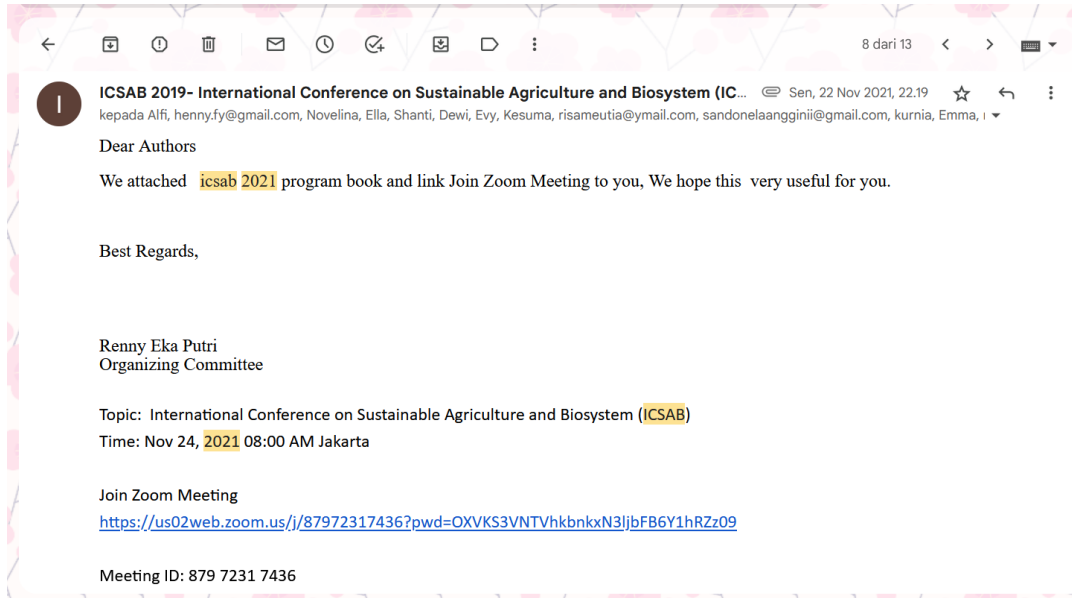 8 dari 13
ICSAB 2019- International Conference on Sustainable Agriculture and Biosystem (IC... Sen, 22 Nov 2021, 22.19
I
kepada Alfi, henny.fy@gmail.com, Novelina, Ella, Shanti, Dewi, Evy, Kesuma, risameutia@ymail.com, sandonelaangginii@gmail.com, kurnia, Emma,
Dear Authors
We attached icsab 2021 program book and link Join Zoom Meeting to you, We hope this very useful for you.
Best Regards,
Renny Eka Putri
Organizing Committee
Topic: International Conference on Sustainable Agriculture and Biosystem (ICSAB)
Time: Nov 24, 2021 08:00 AM Jakarta
Join Zoom Meeting
https://us02web.zoom.us/j/87972317436?pwd=OXVKS3VNTVhkbnkxN3ljbFB6Y1hRZz09
Meeting ID: 879 7231 7436